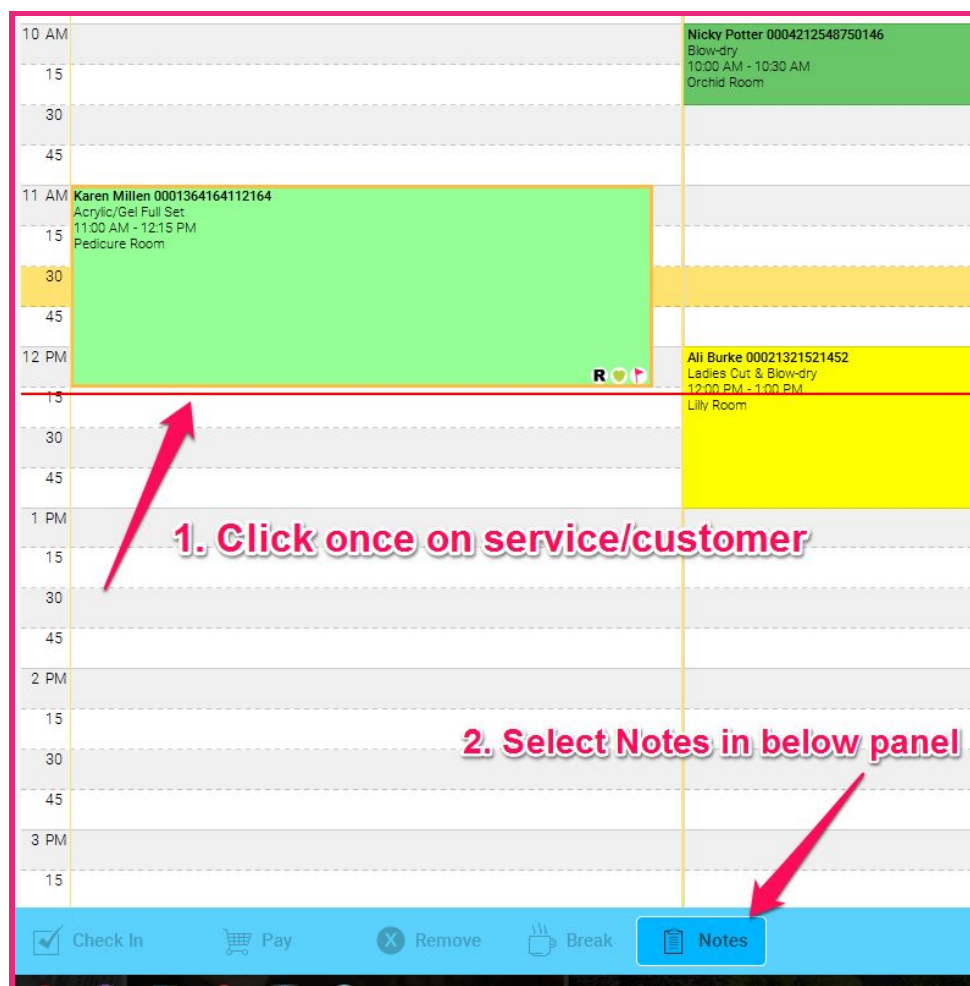 10 AM
15
30
45
11 AM
15
30
45
12 PM
15
30
45
1 PM
15
30
45
2 PM
15
30
45
3 PM
15
Nicky Potter 0004212548750146
Blow-dry
10:00 AM - 10:30 AM
Orchid Room
Karen Millen 0001364164112164
Acrylic/Gel Full Set
11:00 AM - 12:15 PM
Pedicure Room
R
Ali Burke 00021321521452
Ladies Cut & Blow-dry
12:00 PM - 1:00 PM
Lilly Room
1. Click once on service/customer
2. Select Notes in below panel
Check In
Pay
X Remove
Break
Notes